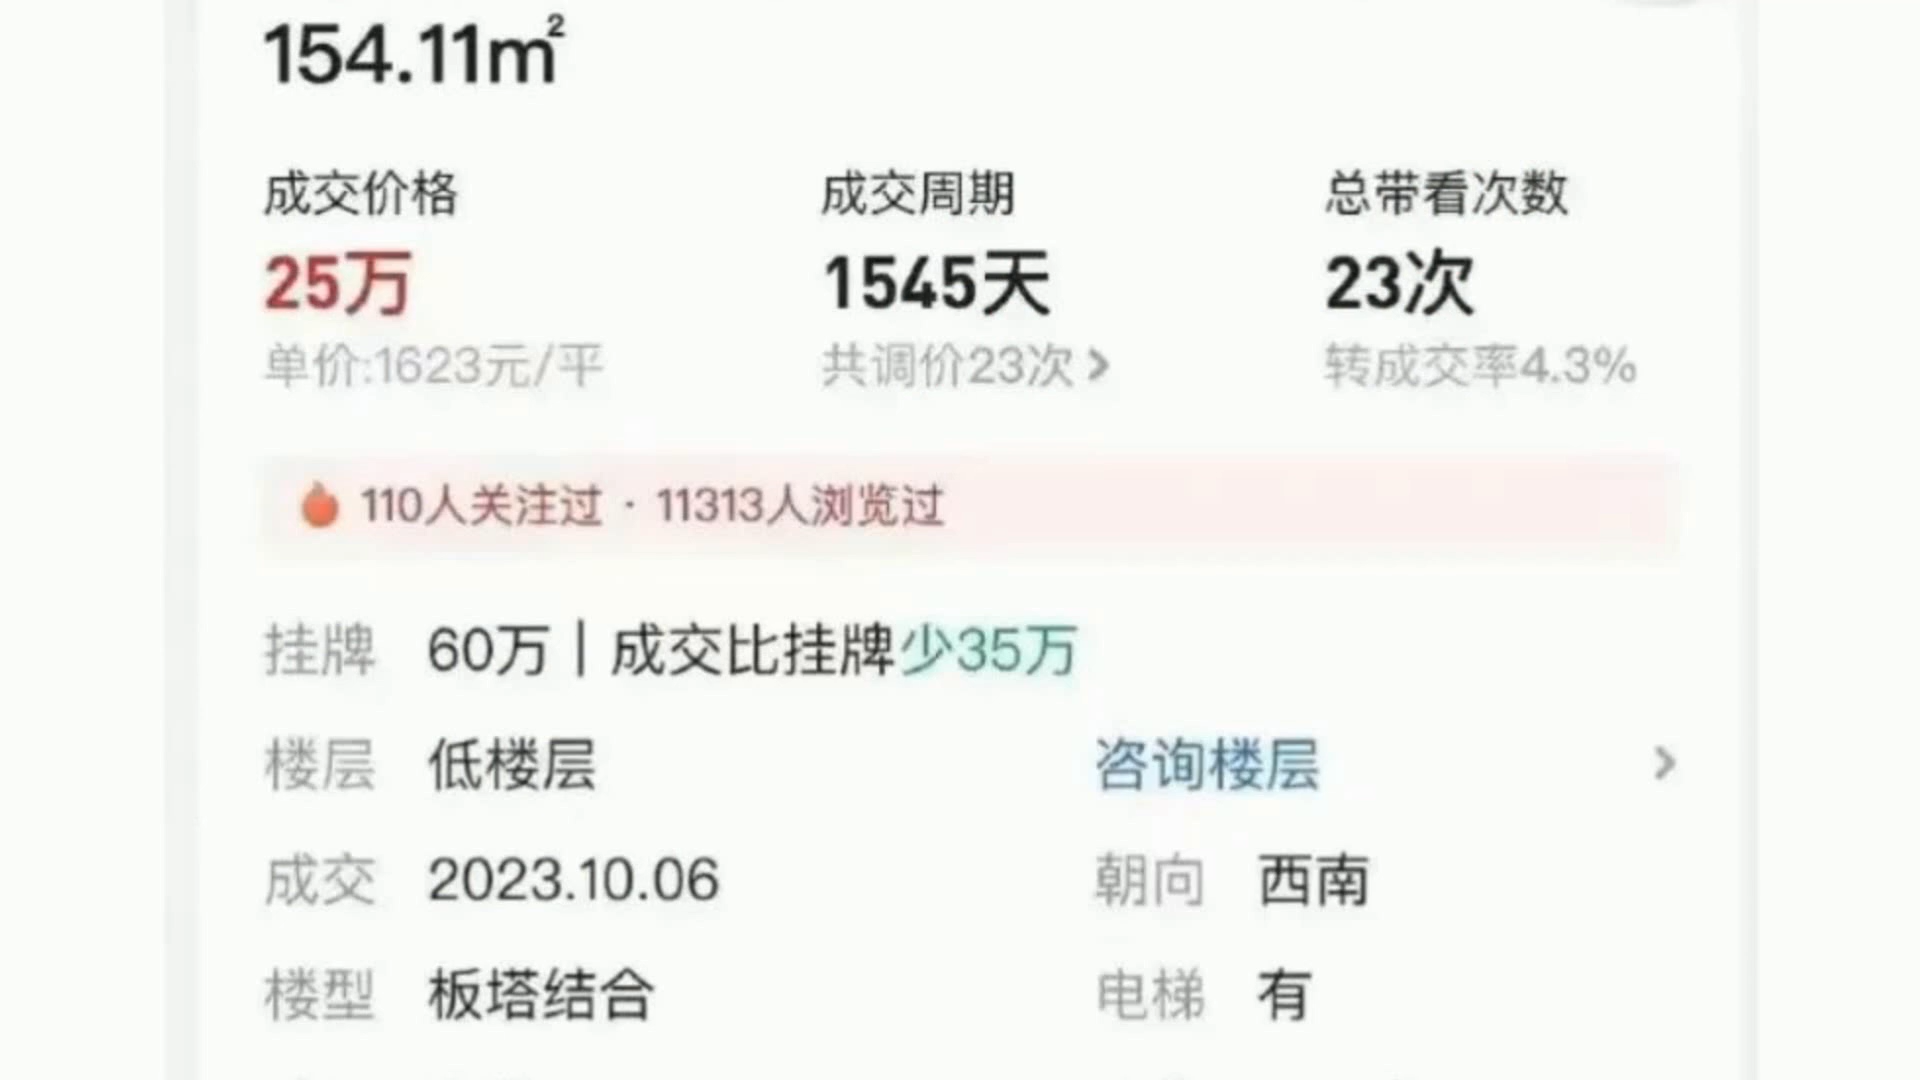 154.11m²
成交价格 成交周期 总带看次数
25万 1545天 23次
单价:1623元/平 共调价23次 转成交率4.3%
110人关注过 · 11313人浏览过
挂牌 60万｜成交比挂牌少35万
楼层 低楼层 咨询楼层
成交 2023.10.06 朝向 西南
楼型 板塔结合 电梯 有